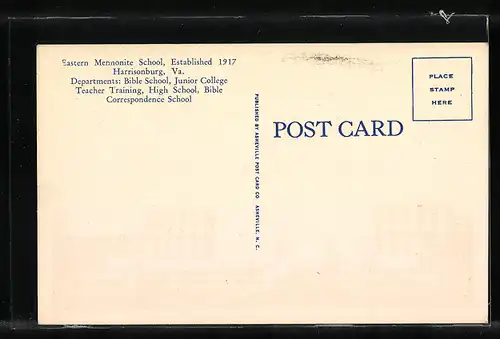 Eastern Mennonite School, Established 1917
Harrisonburg, Va.
Departments: Bible School, Junior College
Teacher Training, High School, Bible
Correspondence School
PUBLISHED BY ASHEVILLE POST CARD CO. ASHEVILLE, N. C.
POST CARD
PLACE
STAMP
HERE